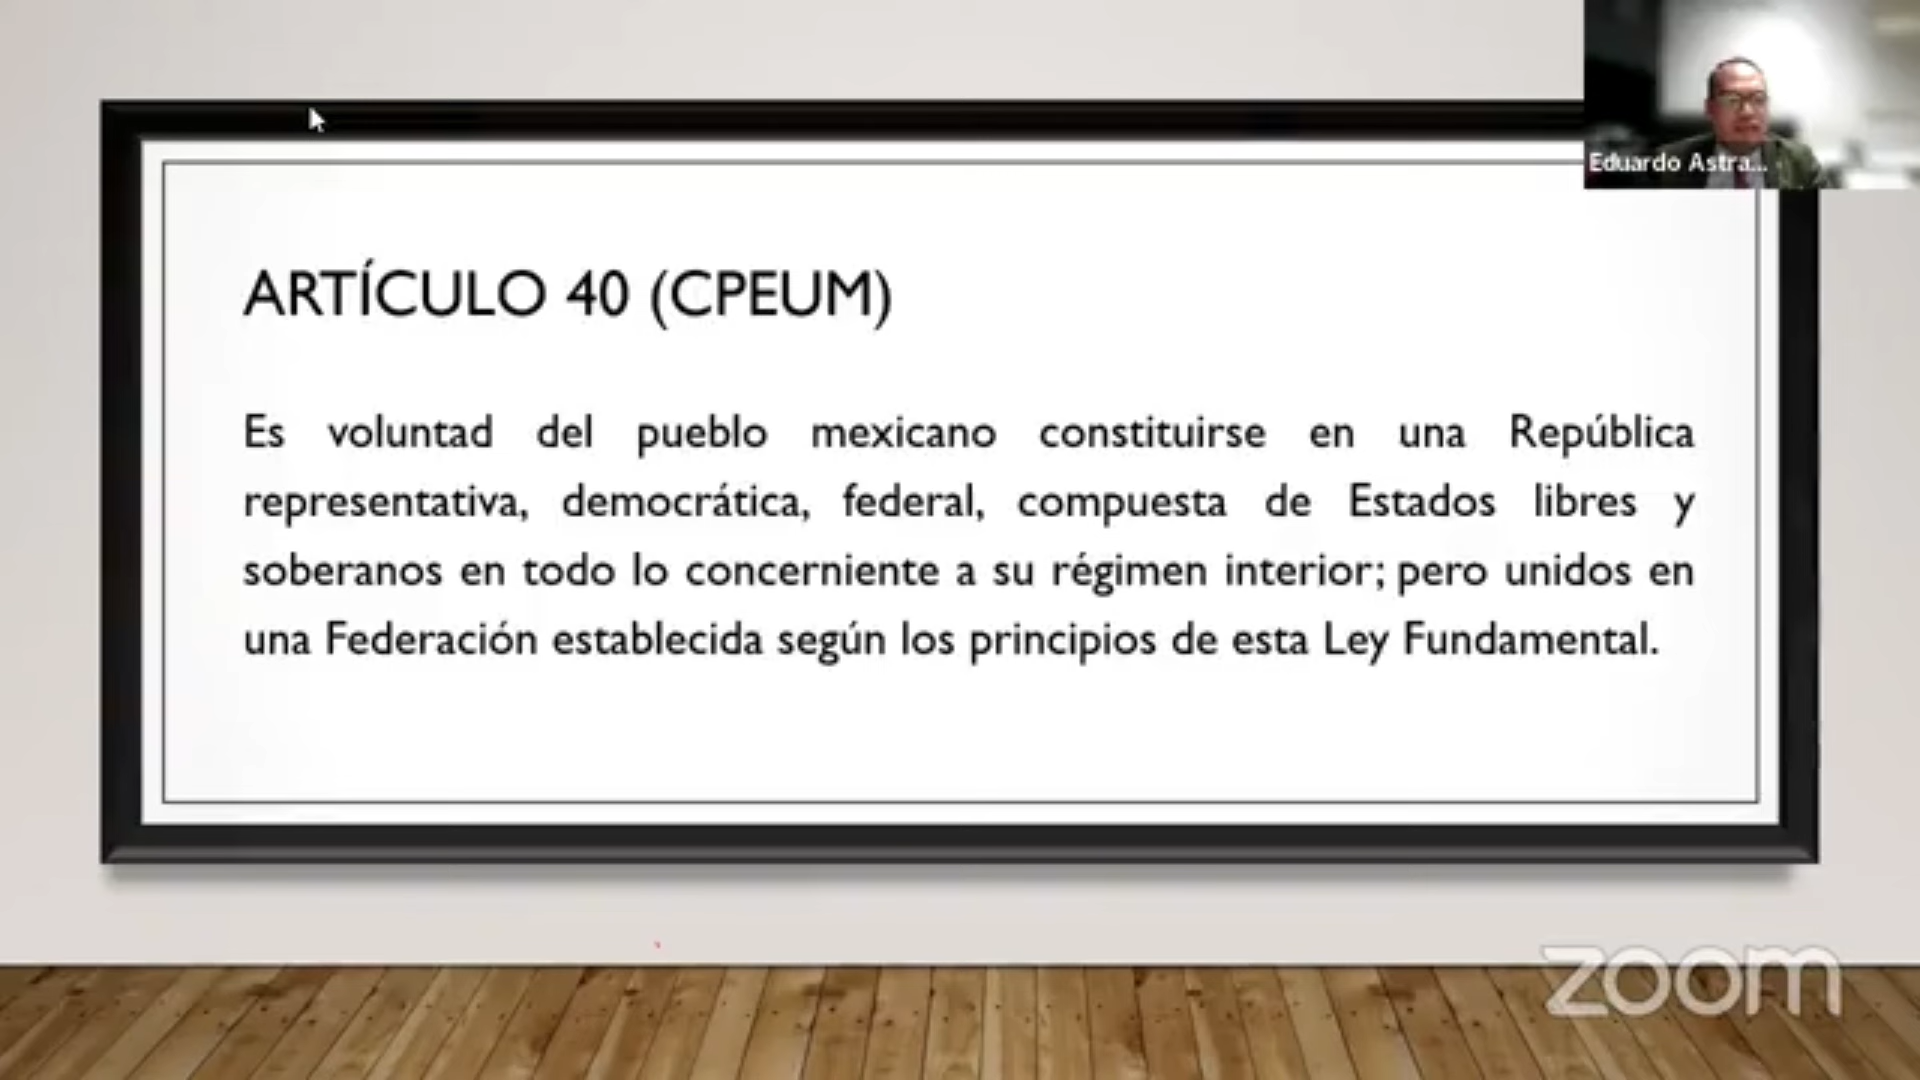 Eduardo Astra...
ARTÍCULO 40 (CPEUM)
Es voluntad del pueblo mexicano constituirse en una República
representativa, democrática, federal, compuesta de Estados libres y
soberanos en todo lo concerniente a su régimen interior; pero unidos en
una Federación establecida según los principios de esta Ley Fundamental.
zoom